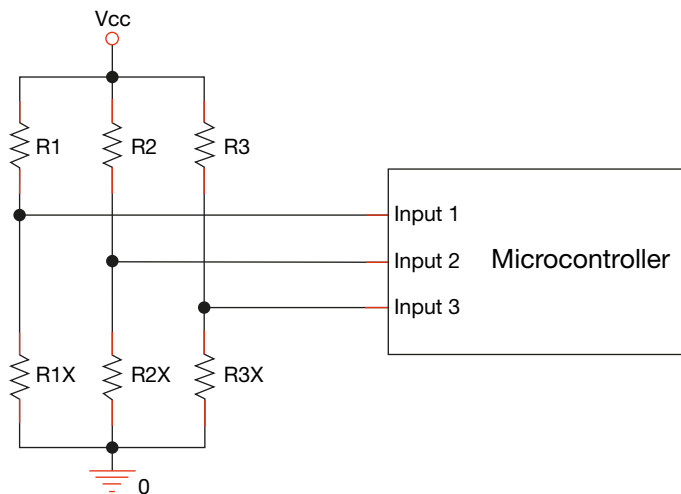 Vcc
R1
R2
R3
Input 1
Input 2
Microcontroller
Input 3
R1X
R2X
R3X
0